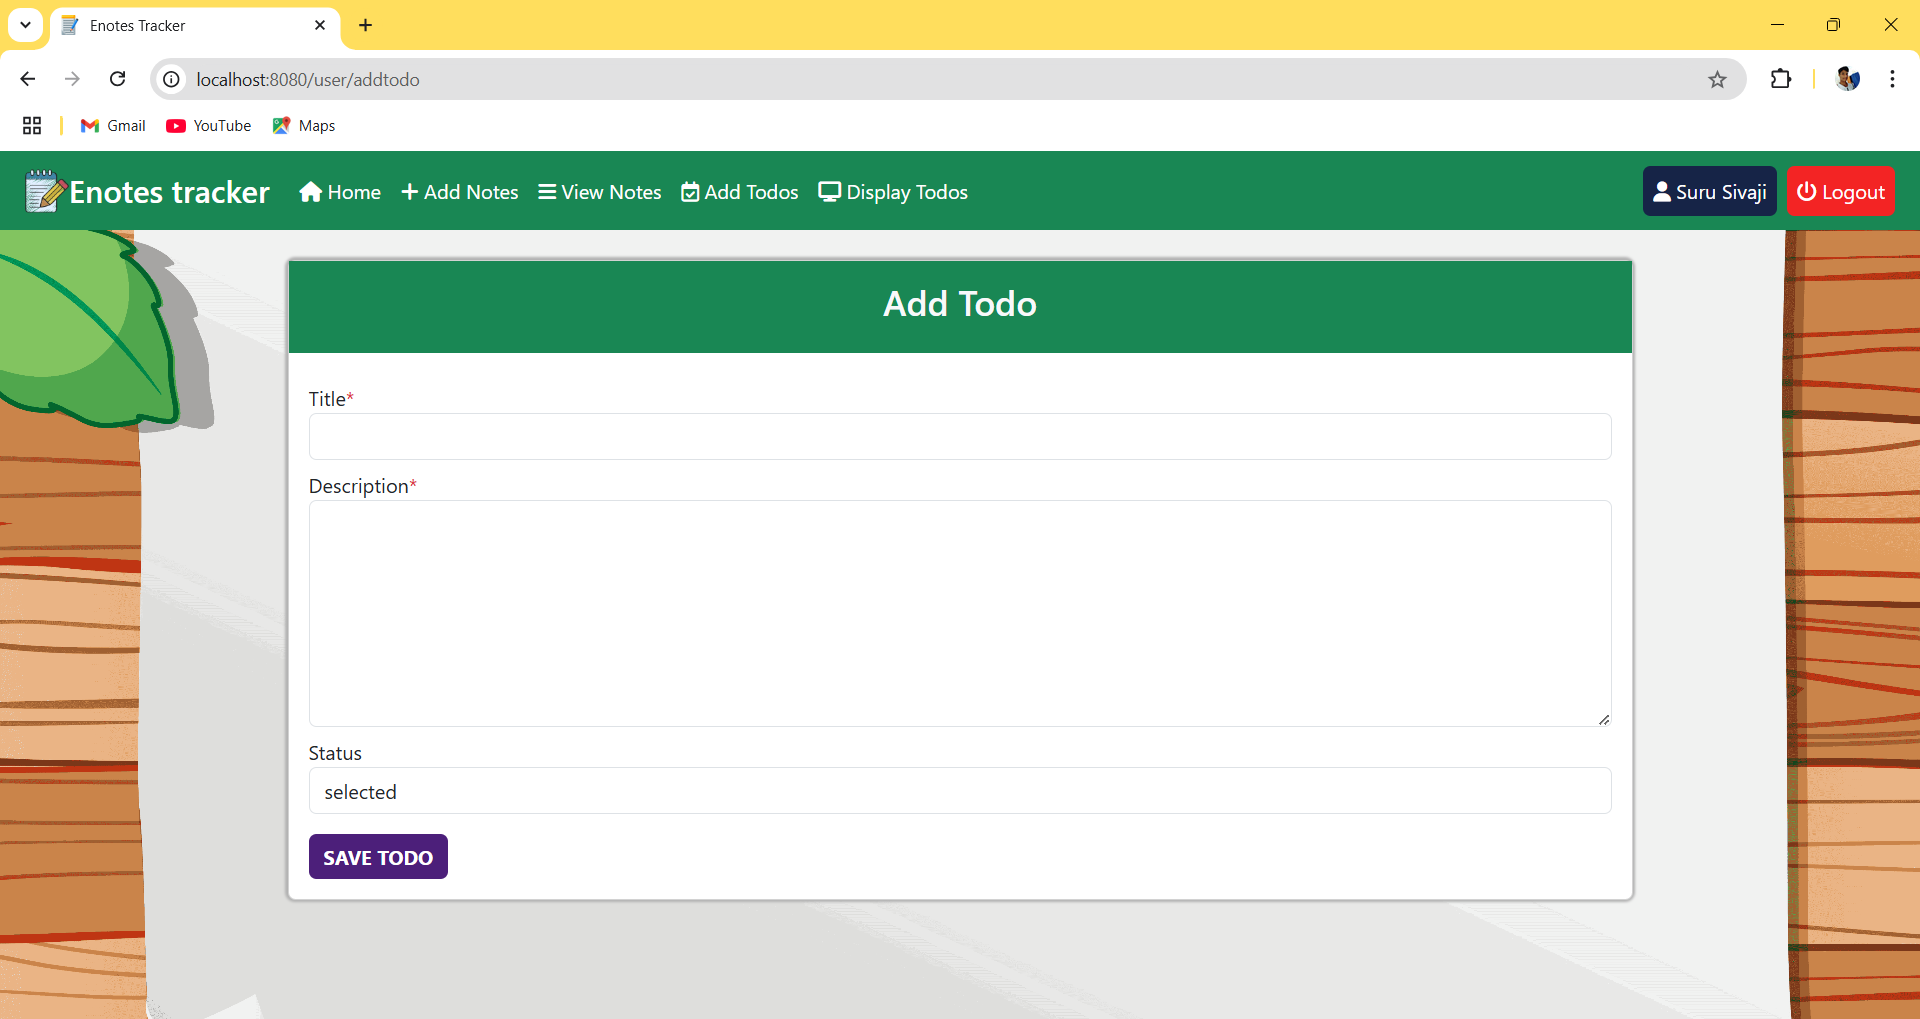 Enotes Tracker
localhost:8080/user/addtodo
Gmail YouTube Maps
Enotes tracker Home Add Notes View Notes Add Todos Display Todos Suru Sivaji Logout
Add Todo
Title*
Description*
Status
selected
SAVE TODO